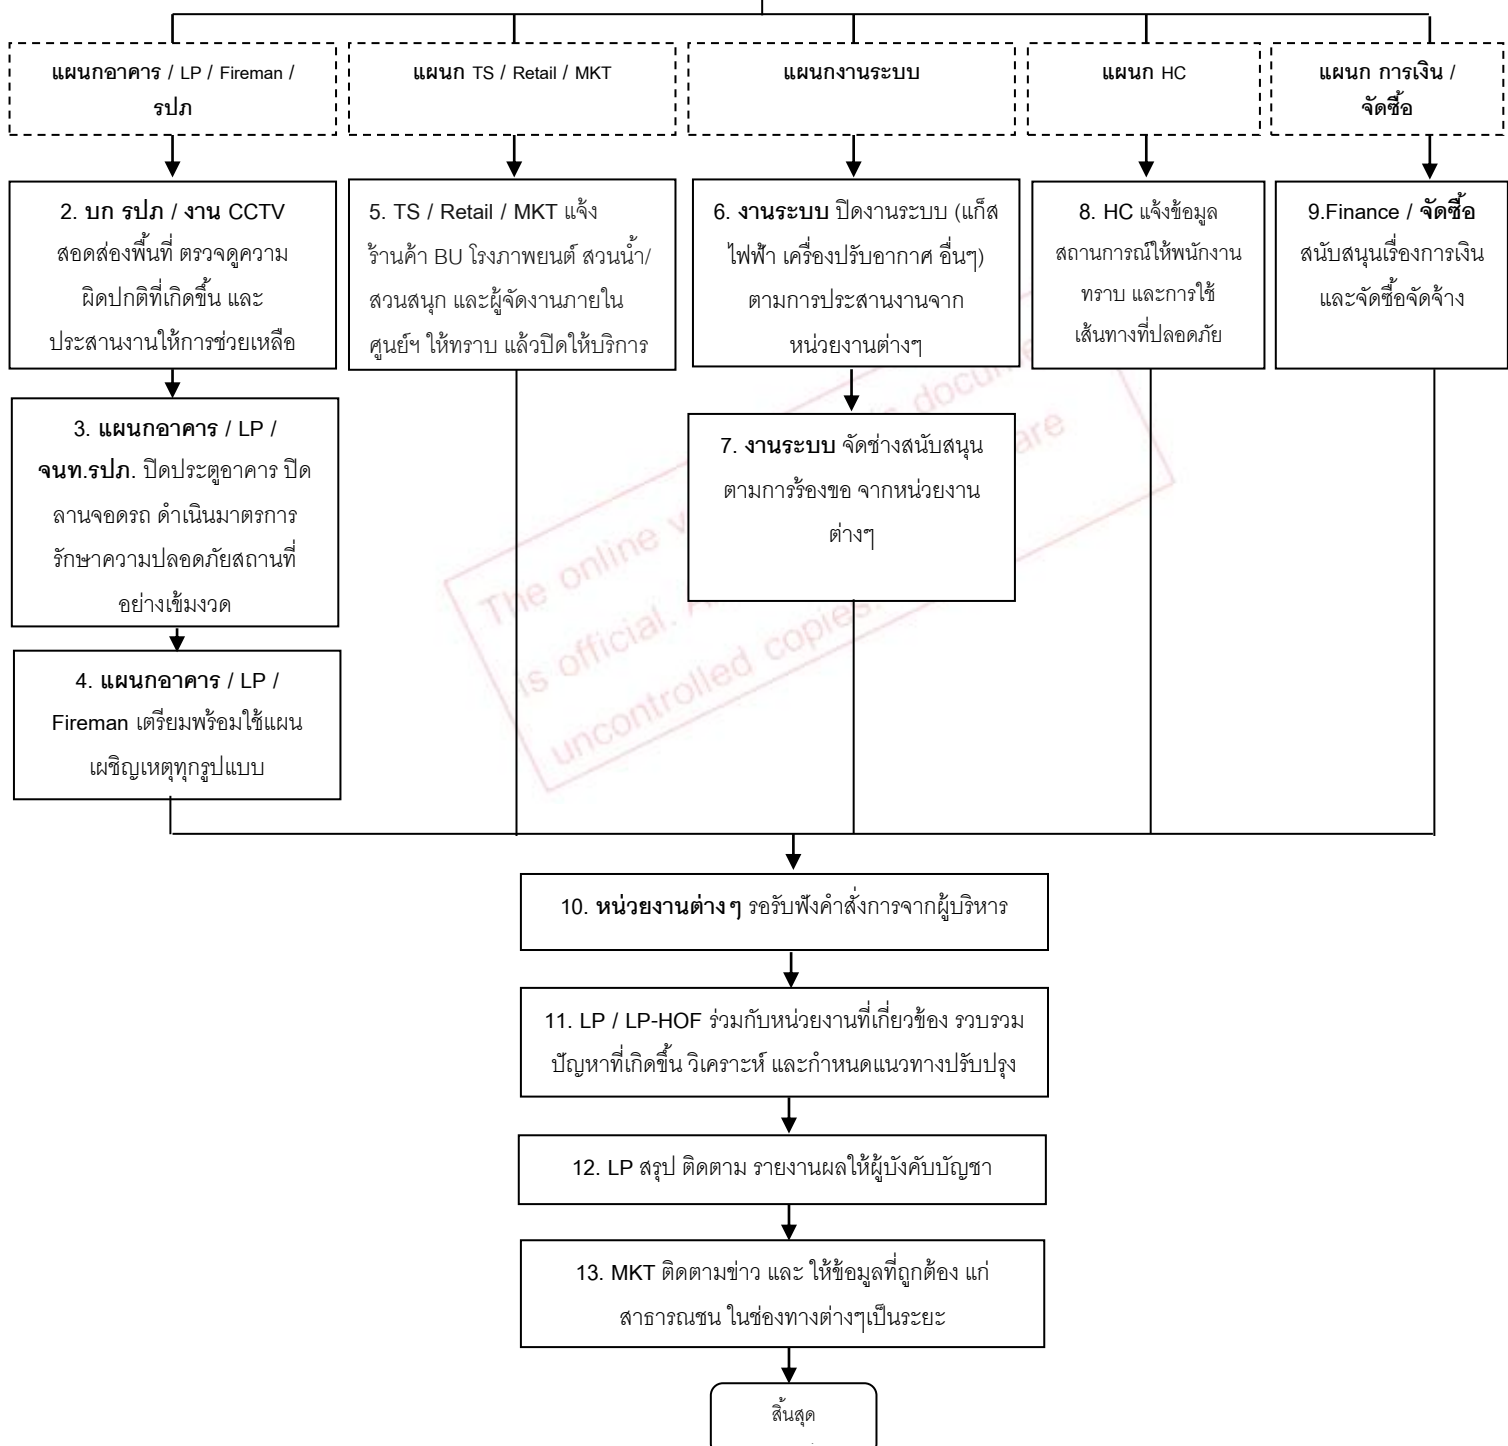 แผนกอาคาร / LP / Fireman /
รปภ
แผนก TS / Retail / MKT
แผนกงานระบบ
แผนก HC
แผนก การเงิน /
จัดซื้อ
2. บก รปภ / งาน CCTV
สอดส่องพื้นที่ ตรวจดูความ
ผิดปกติที่เกิดขึ้น และ
ประสานงานให้การช่วยเหลือ
5. TS / Retail / MKT แจ้ง
ร้านค้า BU โรงภาพยนต์ สวนน้ำ/
สวนสนุก และผู้จัดงานภายใน
ศูนย์ฯ ให้ทราบ แล้วปิดให้บริการ
6. งานระบบ ปิดงานระบบ (แก็ส
ไฟฟ้า เครื่องปรับอากาศ อื่นๆ)
ตามการประสานงานจาก
หน่วยงานต่างๆ
8. HC แจ้งข้อมูล
สถานการณ์ให้พนักงาน
ทราบ และการใช้
เส้นทางที่ปลอดภัย
9.Finance / จัดซื้อ
สนับสนุนเรื่องการเงิน
และจัดซื้อจัดจ้าง
3. แผนกอาคาร / LP /
จนท.รปภ. ปิดประตูอาคาร ปิด
ลานจอดรถ ดำเนินมาตรการ
รักษาความปลอดภัยสถานที่
อย่างเข้มงวด
7. งานระบบ จัดช่างสนับสนุน
ตามการร้องขอ จากหน่วยงาน
ต่างๆ
4. แผนกอาคาร / LP /
Fireman เตรียมพร้อมใช้แผน
เผชิญเหตุทุกรูปแบบ
The online
is official.
uncontrolled copies.
10. หน่วยงานต่างๆ รอรับฟังคำสั่งการจากผู้บริหาร
11. LP / LP-HOF ร่วมกับหน่วยงานที่เกี่ยวข้อง รวบรวม
ปัญหาที่เกิดขึ้น วิเคราะห์ และกำหนดแนวทางปรับปรุง
12. LP สรุป ติดตาม รายงานผลให้ผู้บังคับบัญชา
13. MKT ติดตามข่าว และ ให้ข้อมูลที่ถูกต้อง แก่
สาธารณชน ในช่องทางต่างๆเป็นระยะ
สิ้นสุด